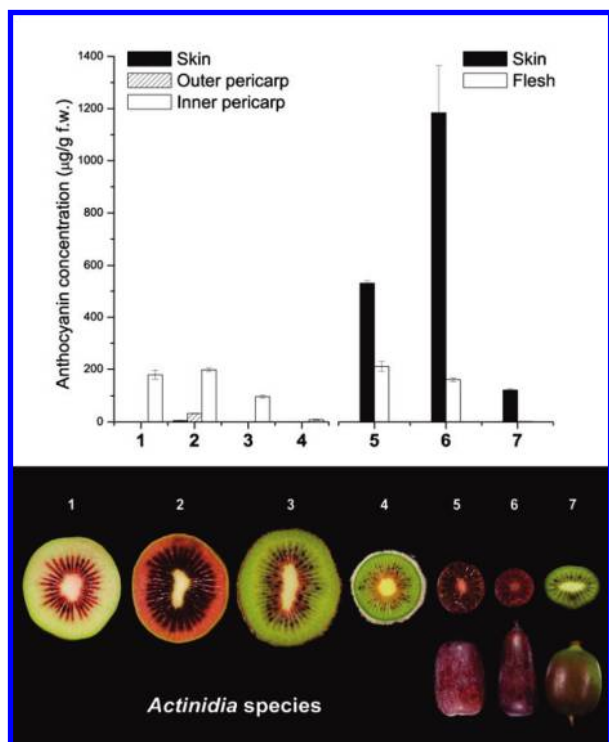 Skin
Outer pericarp
Inner pericarp
Skin
Flesh
Anthocyanin concentration (µg/g f.w.)
1400
1200
1000
800
600
400
200
0
1 2 3 4 5 6 7
1 2 3 4 5 6 7
Actinidia species